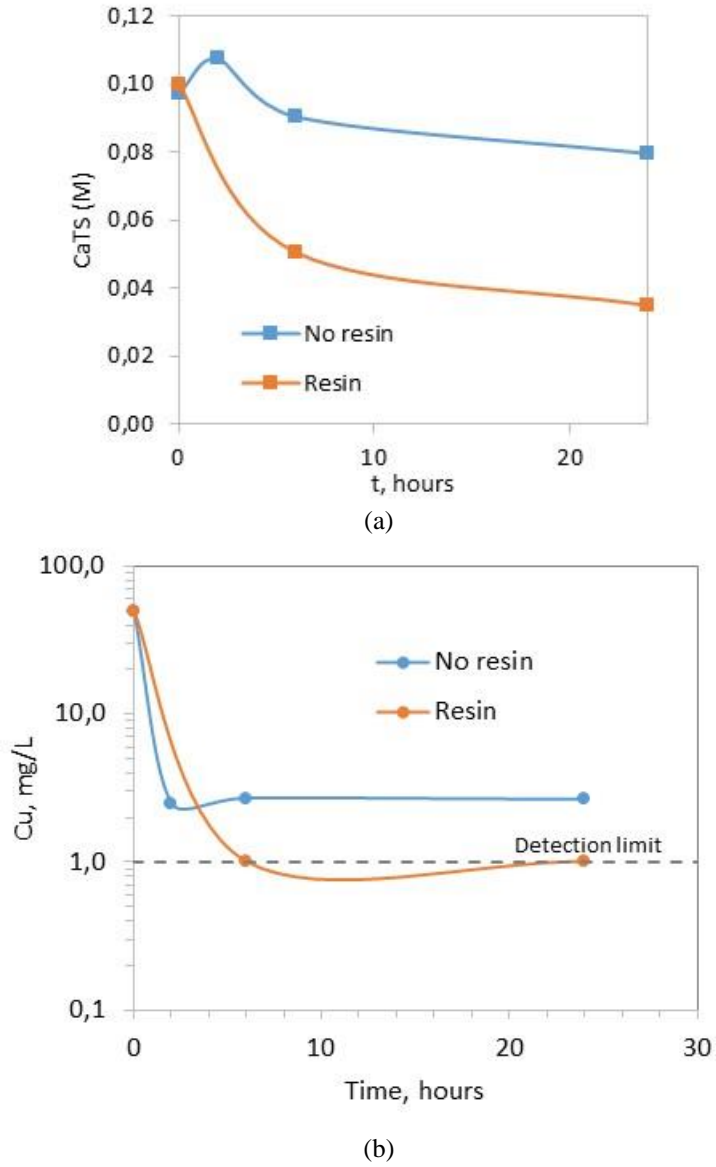 0,12
0,10
0,08
0,06
0,04
0,02
0,00
CaTS (M)
No resin
Resin
0 10 20
t, hours
(a)
100,0
10,0
1,0
0,1
Cu, mg/L
No resin
Resin
Detection limit
0 10 20 30
Time, hours
(b)